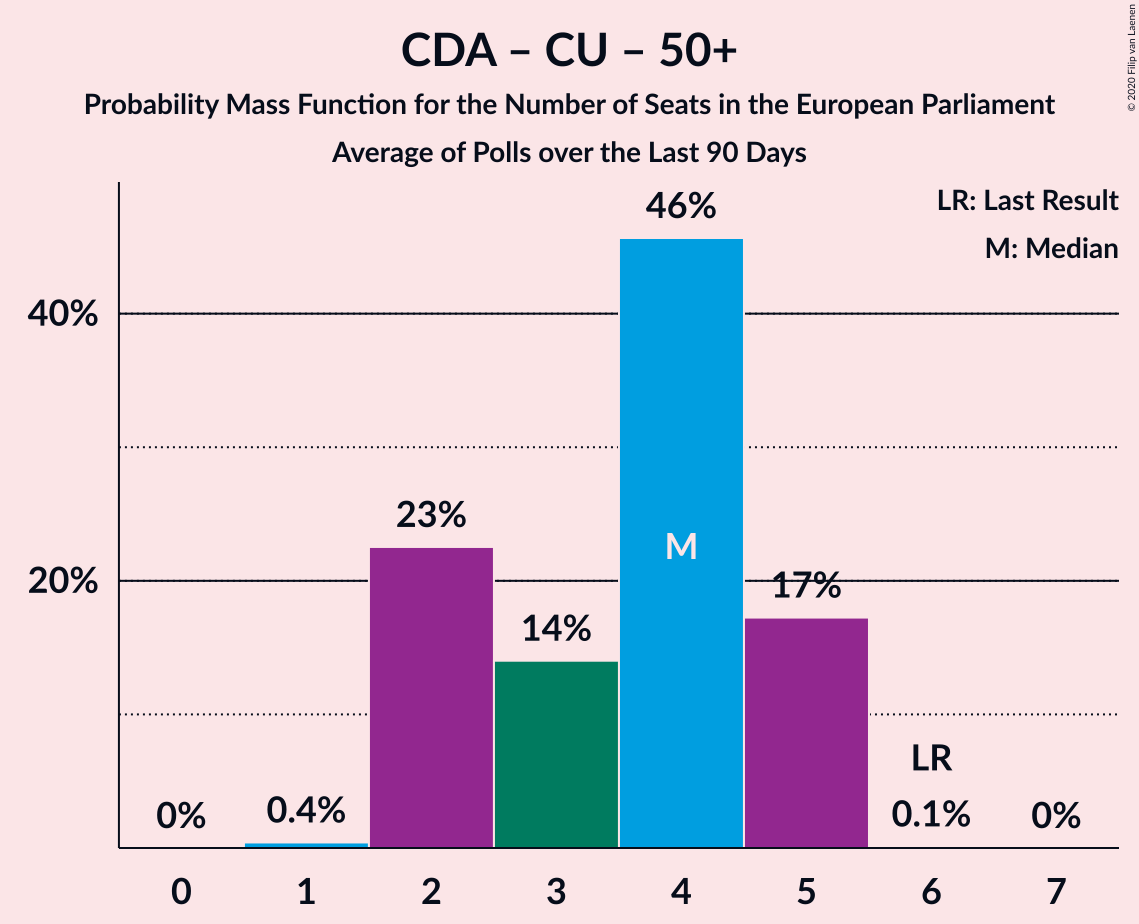 CDA – CU – 50+
Probability Mass Function for the Number of Seats in the European Parliament
Average of Polls over the Last 90 Days
© 2020 Filip van Laenen
LR: Last Result
M: Median
46%
40%
23%
M
20%
17%
14%
LR
0%
0.4%
0.1%
0%
0 1 2 3 4 5 6 7